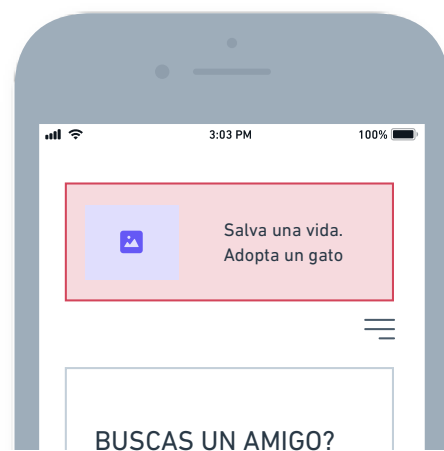 3:03 PM
100%
Salva una vida.
Adopta un gato
BUSCAS UN AMIGO?